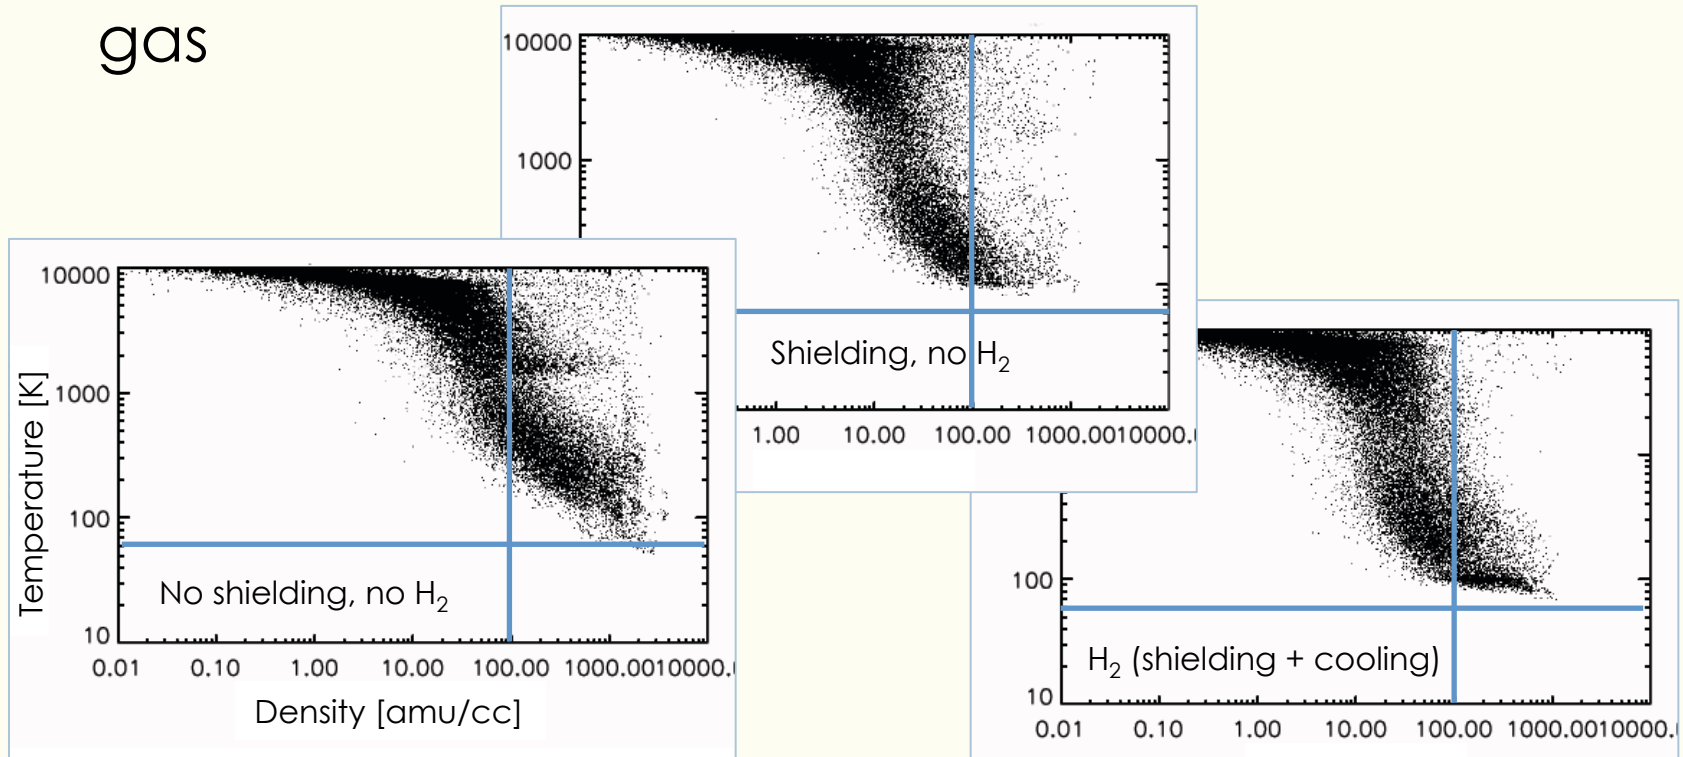 gas
10000
1000
Shielding, no H₂
1.00 10.00 100.00 1000.0010000.
10000
1000
100
10
Temperature [K]
No shielding, no H₂
0.01 0.10 1.00 10.00 100.00 1000.0010000.
Density [amu/cc]
100
10
H₂ (shielding + cooling)
0.01 0.10 1.00 10.00 100.00 1000.0010000.